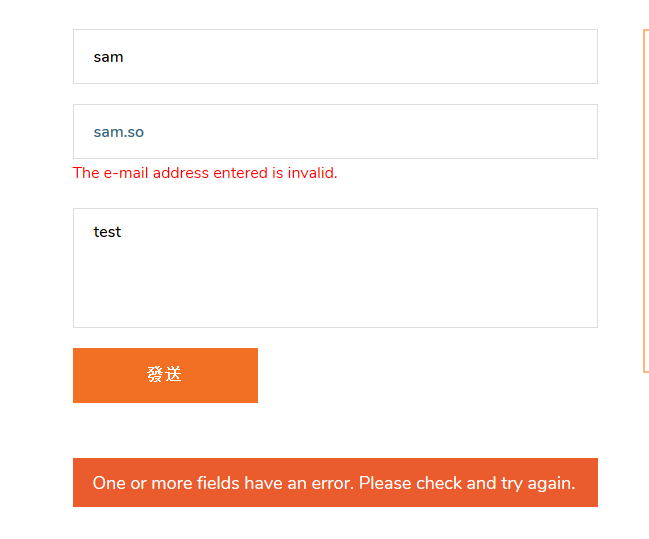 sam
sam.so
The e-mail address entered is invalid.
test
發送
One or more fields have an error. Please check and try again.